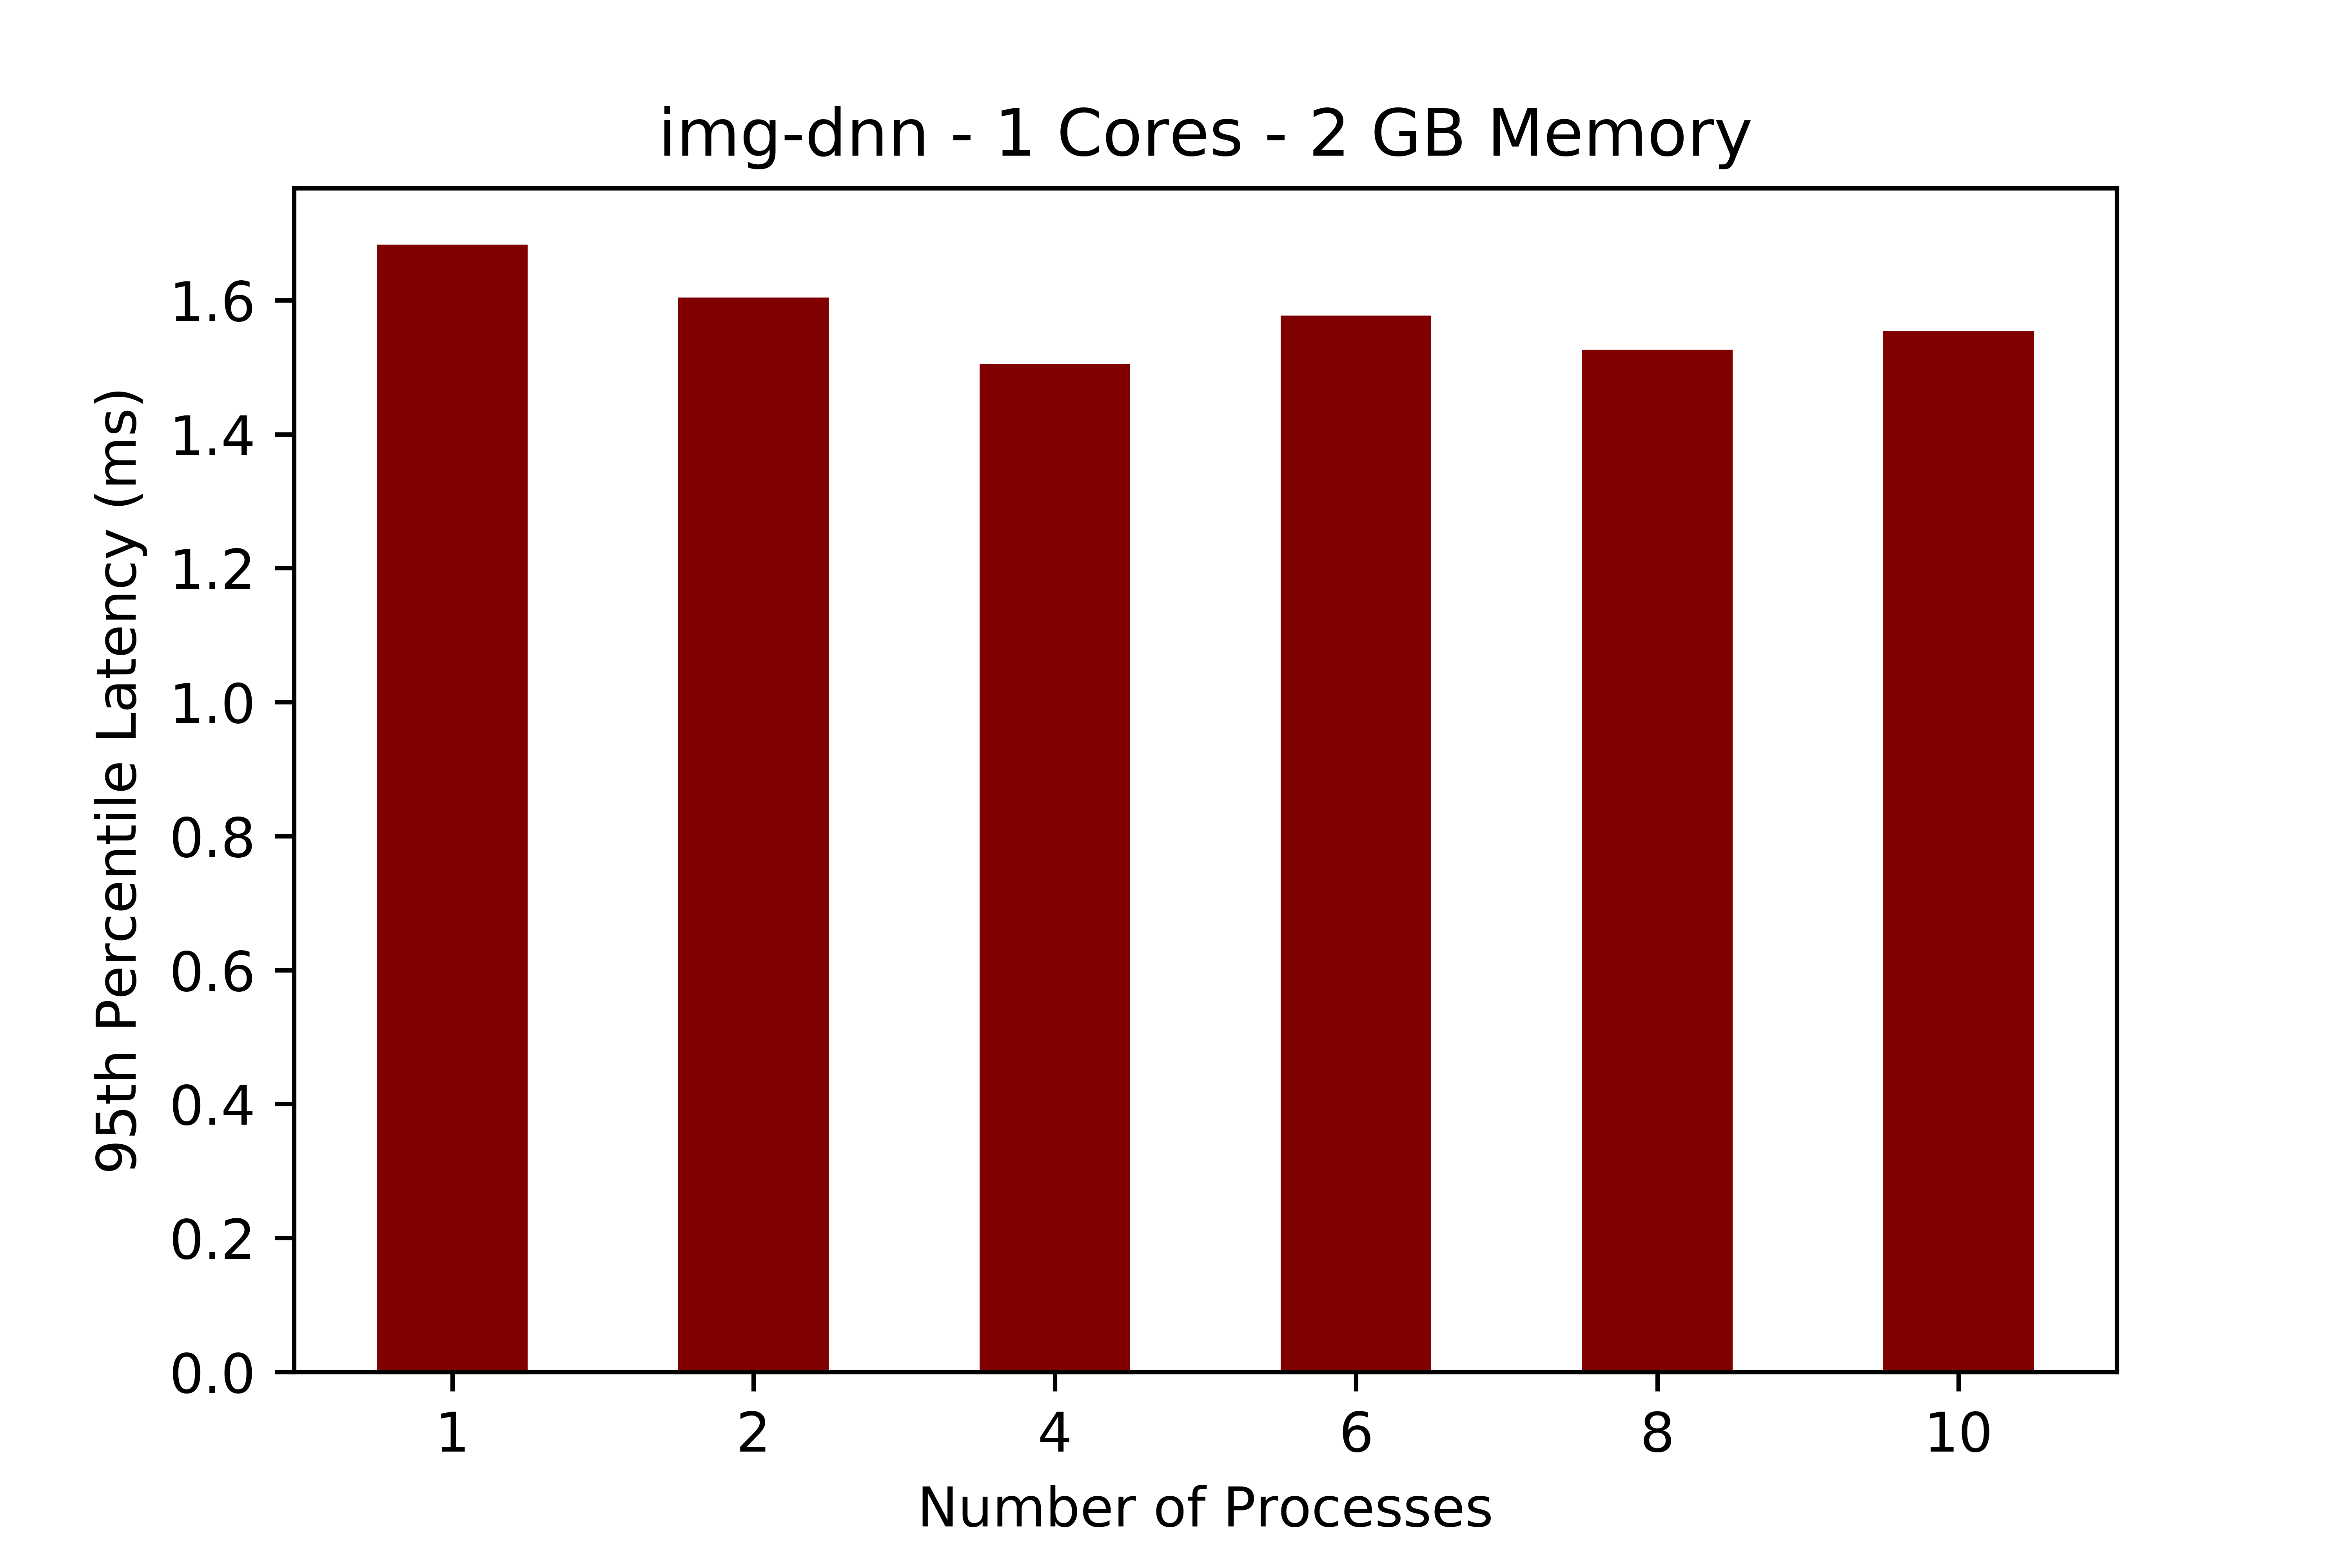 img-dnn - 1 Cores - 2 GB Memory
95th Percentile Latency (ms)
1.6
1.4
1.2
1.0
0.8
0.6
0.4
0.2
0.0
1 2 4 6 8 10
Number of Processes